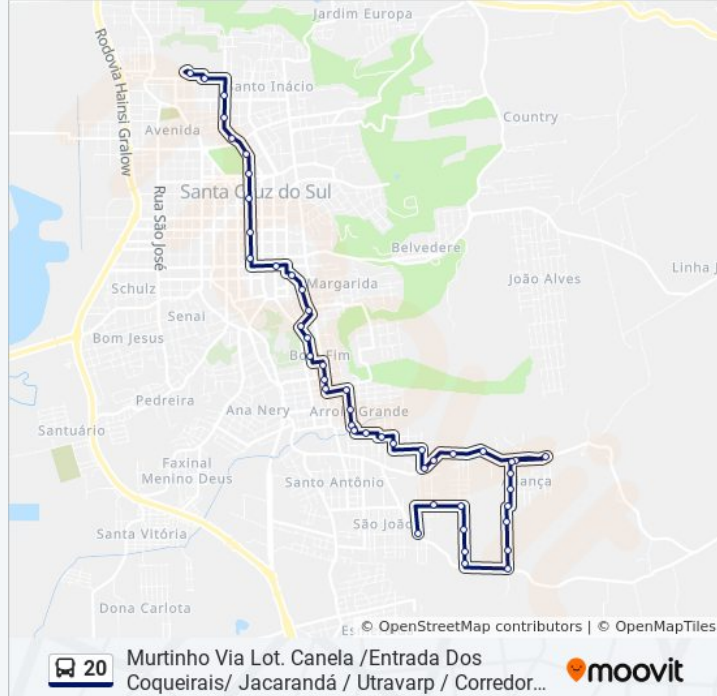 Jardim Europa
Rodovia Hainsi Gralow
Santo Inácio
Avenida
Country
Santa Cruz do Sul
Rua São José
Belvedere
Linha J
João Alves
Margarida
Schulz
Senai
Bom Jesus
Bom Fim
Pedreira
Ana Nery
Arroio Grande
Santuário
Faxinal
Menino Deus
Santo Antônio
Aliança
São João
Santa Vitória
Dona Carlota
© OpenStreetMap contributors | © OpenMapTiles
20
Murtinho Via Lot. Canela /Entrada Dos
Coqueirais/ Jacarandá / Utravarp / Corredor...
moovit